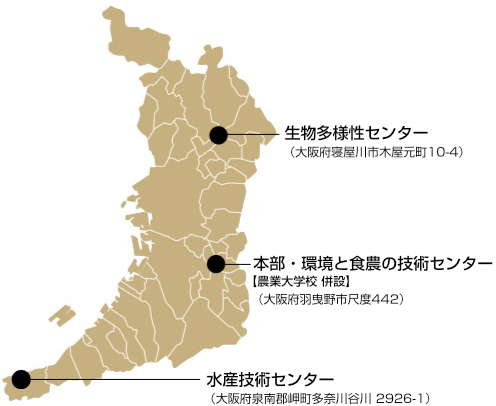 生物多様性センター
（大阪府寝屋川市木屋元町10-4）
本部・環境と食農の技術センター
【農業大学校 併設】
（大阪府羽曳野市尺度442）
水産技術センター
（大阪府泉南郡岬町多奈川谷川 2926-1）